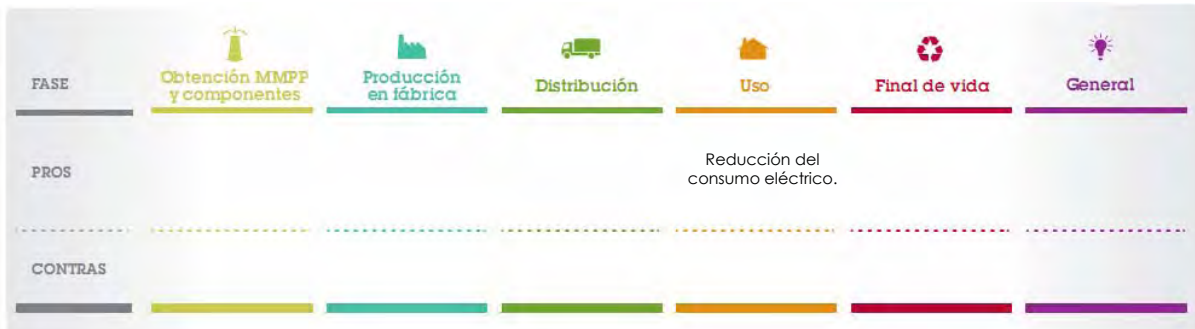 FASE
Obtención MMPP
y componentes
Producción
en fábrica
Distribución
Uso
Final de vida
General
PROS
Reducción del
consumo eléctrico.
CONTRAS